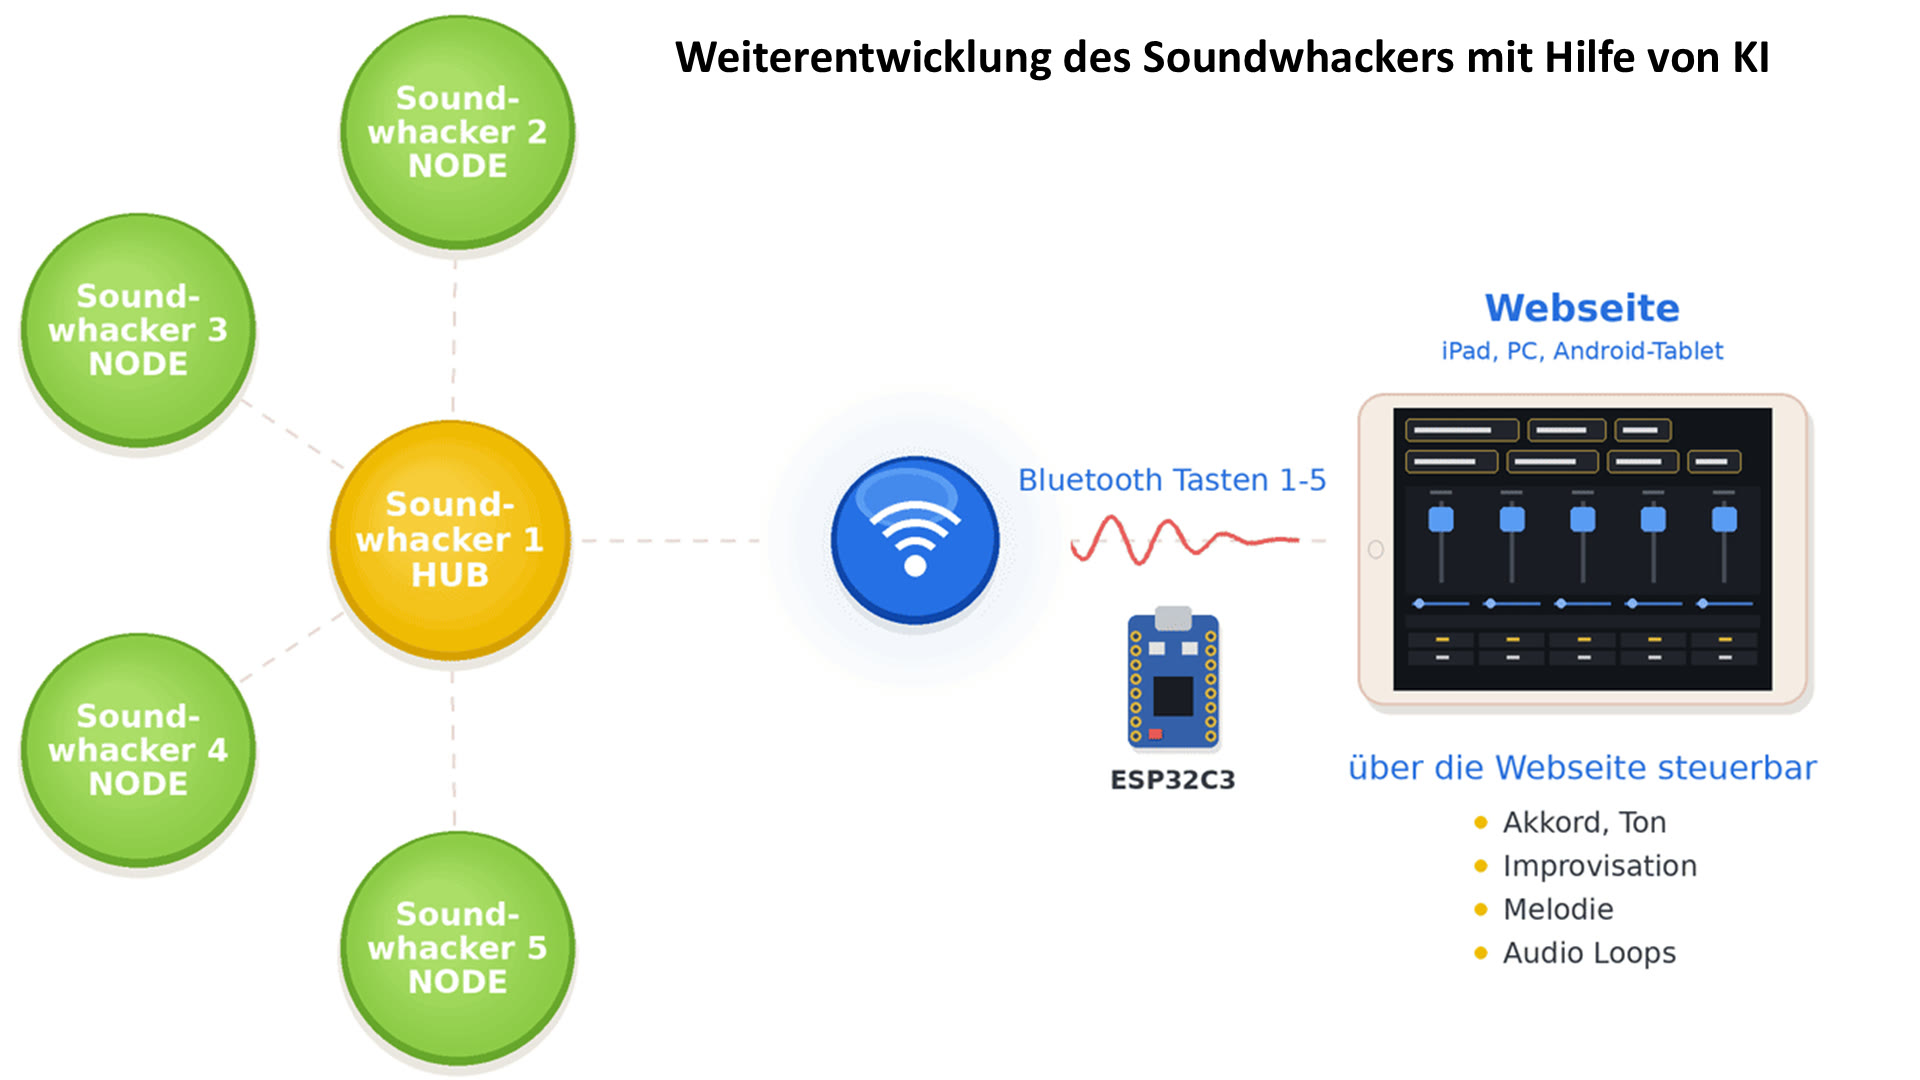 Weiterentwicklung des Soundwhackers mit Hilfe von KI
Sound-
whacker 2
NODE
Sound-
whacker 3
NODE
Sound-
whacker 1
HUB
Sound-
whacker 4
NODE
Sound-
whacker 5
NODE
Bluetooth Tasten 1-5
ESP32C3
Webseite
iPad, PC, Android-Tablet
über die Webseite steuerbar
Akkord, Ton
Improvisation
Melodie
Audio Loops